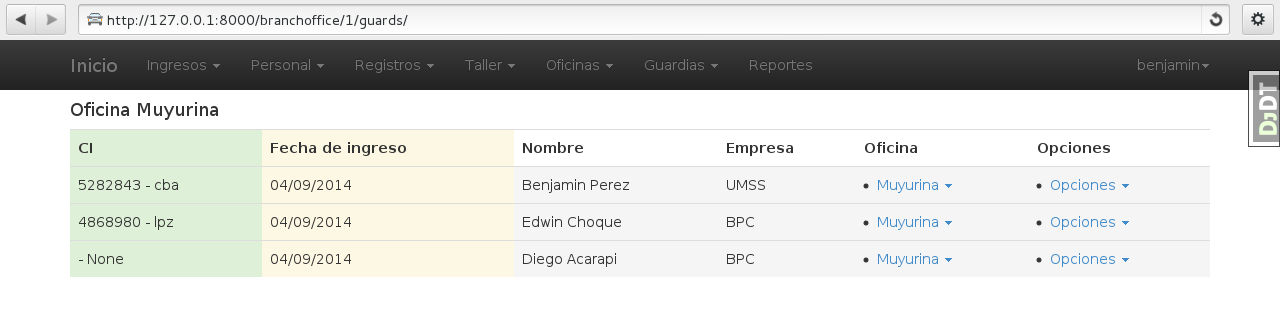 http://127.0.0.1:8000/branchoffice/1/guards/
Inicio Ingresos Personal Registros Taller Oficinas Guardias Reportes benjamin
DJDT
Oficina Muyurina
CI Fecha de ingreso Nombre Empresa Oficina Opciones
5282843 - cba 04/09/2014 Benjamin Perez UMSS • Muyurina • Opciones
4868980 - lpz 04/09/2014 Edwin Choque BPC • Muyurina • Opciones
- None 04/09/2014 Diego Acarapi BPC • Muyurina • Opciones